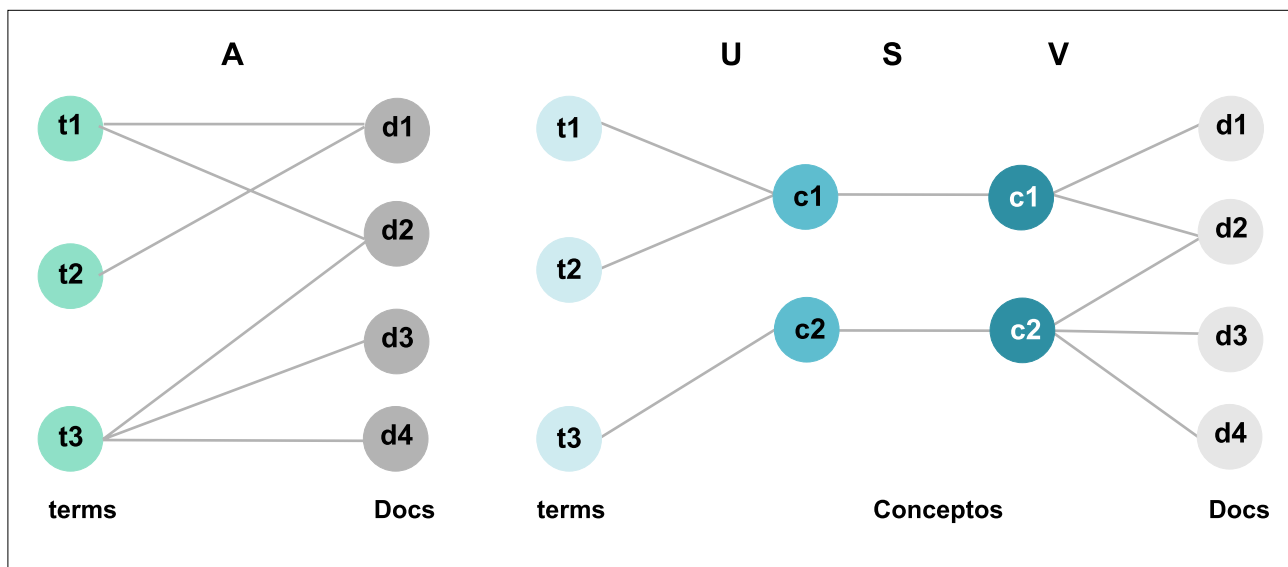 A U S V
t1 d1 t1 d1
c1 c1
t2 d2 t2 d2
c2 c2
d3 d3
t3 d4 t3 d4
terms Docs terms Conceptos Docs